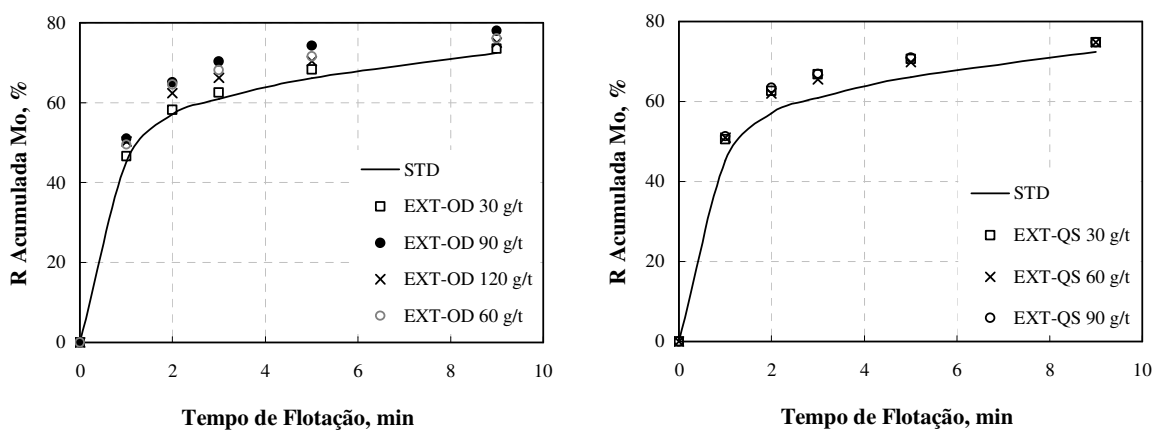 80
60
40
20
0
R Acumulada Mo, %
STD
EXT-OD 30 g/t
EXT-OD 90 g/t
EXT-OD 120 g/t
EXT-OD 60 g/t
0 2 4 6 8 10
Tempo de Flotação, min
80
60
40
20
0
R Acumulada Mo, %
STD
EXT-QS 30 g/t
EXT-QS 60 g/t
EXT-QS 90 g/t
0 2 4 6 8 10
Tempo de Flotação, min